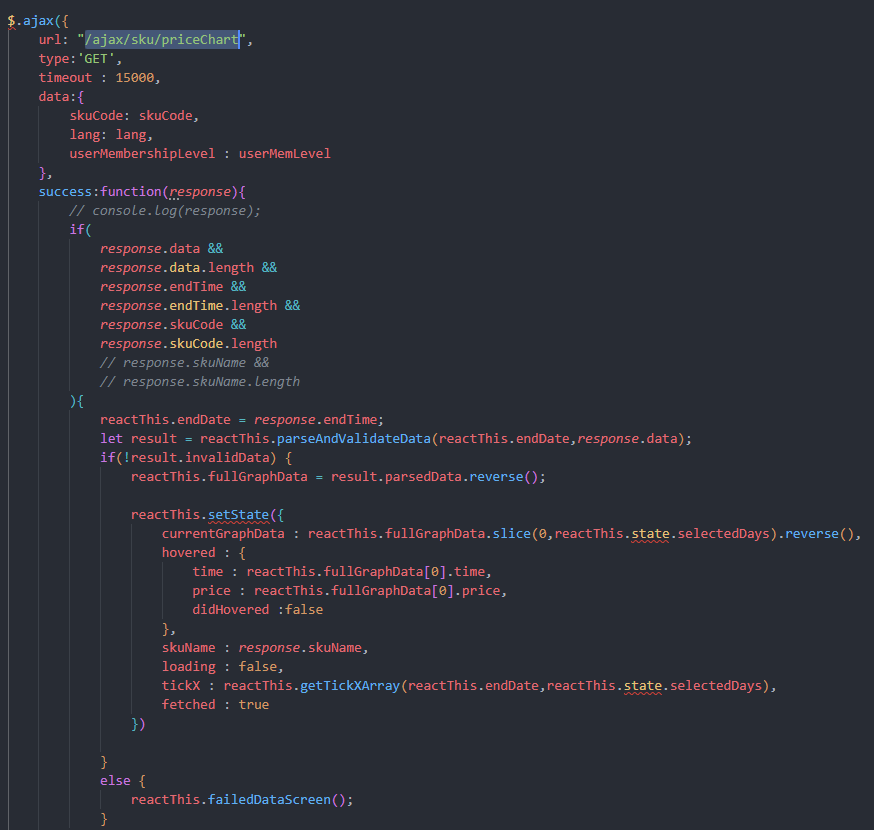 $.ajax({
url: "/ajax/sku/priceChart",
type:'GET',
timeout : 15000,
data:{
skuCode: skuCode,
lang: lang,
userMembershipLevel : userMemLevel
},
success:function(response){
// console.log(response);
if(
response.data &&
response.data.length &&
response.endTime &&
response.endTime.length &&
response.skuCode &&
response.skuCode.length
// response.skuName &&
// response.skuName.length
){
reactThis.endDate = response.endTime;
let result = reactThis.parseAndValidateData(reactThis.endDate,response.data);
if(!result.invalidData) {
reactThis.fullGraphData = result.parsedData.reverse();
reactThis.setState({
currentGraphData : reactThis.fullGraphData.slice(0,reactThis.state.selectedDays).reverse(),
hovered : {
time : reactThis.fullGraphData[0].time,
price : reactThis.fullGraphData[0].price,
didHovered :false
},
skuName : response.skuName,
loading : false,
tickX : reactThis.getTickXArray(reactThis.endDate,reactThis.state.selectedDays),
fetched : true
})
}
else {
reactThis.failedDataScreen();
}